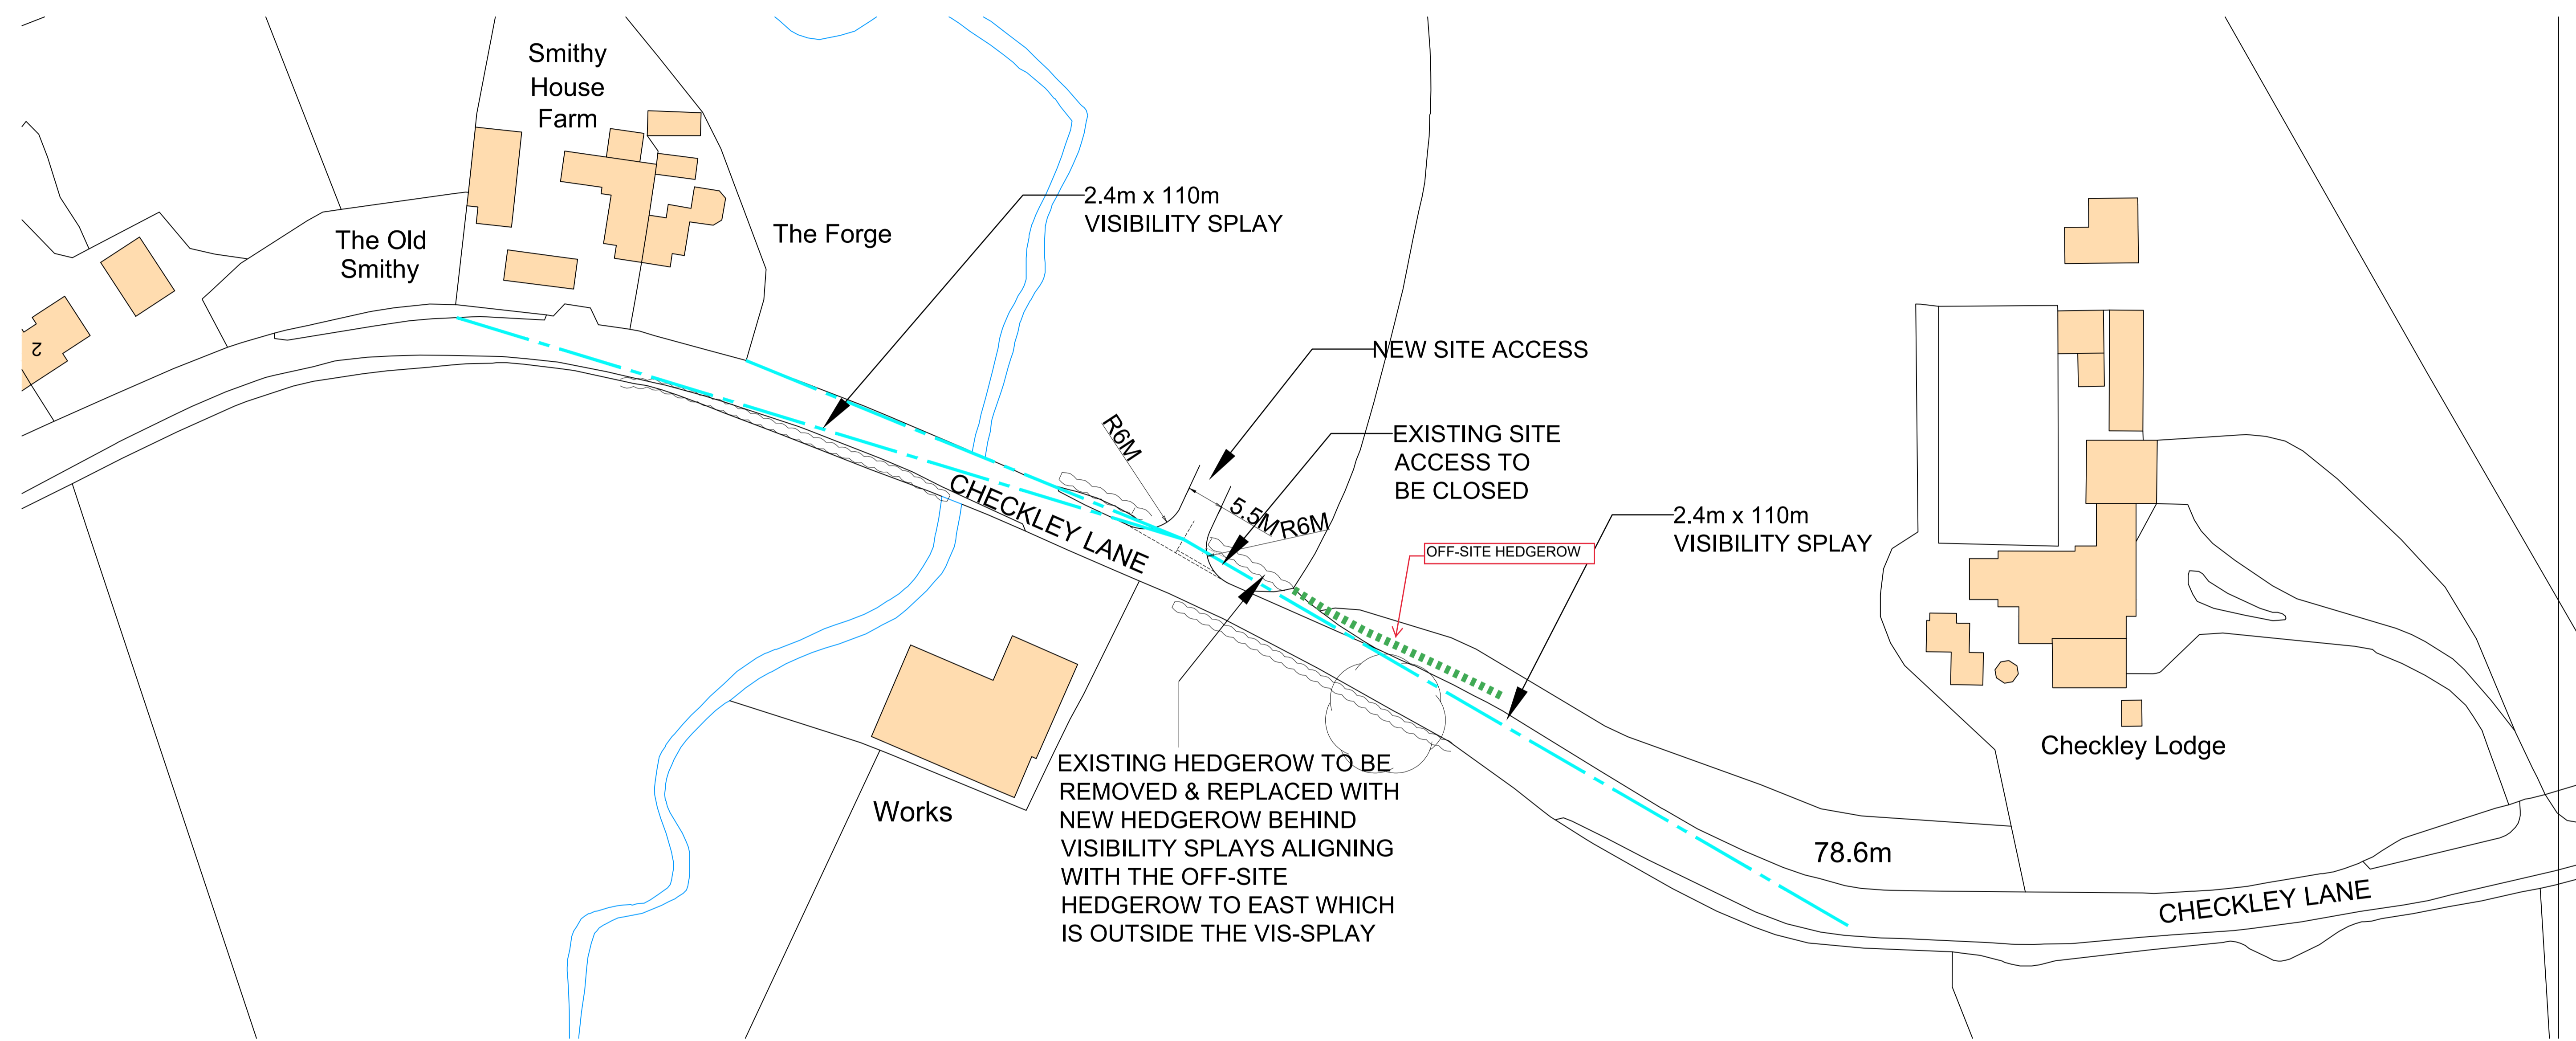 Smithy
House
Farm
The Old
Smithy
The Forge
2
2.4m x 110m
VISIBILITY SPLAY
NEW SITE ACCESS
EXISTING SITE
ACCESS TO
BE CLOSED
R6M
5.5M
R6M
CHECKLEY LANE
OFF-SITE HEDGEROW
2.4m x 110m
VISIBILITY SPLAY
EXISTING HEDGEROW TO BE
REMOVED & REPLACED WITH
NEW HEDGEROW BEHIND
VISIBILITY SPLAYS ALIGNING
WITH THE OFF-SITE
HEDGEROW TO EAST WHICH
IS OUTSIDE THE VIS-SPLAY
Works
Checkley Lodge
78.6m
CHECKLEY LANE